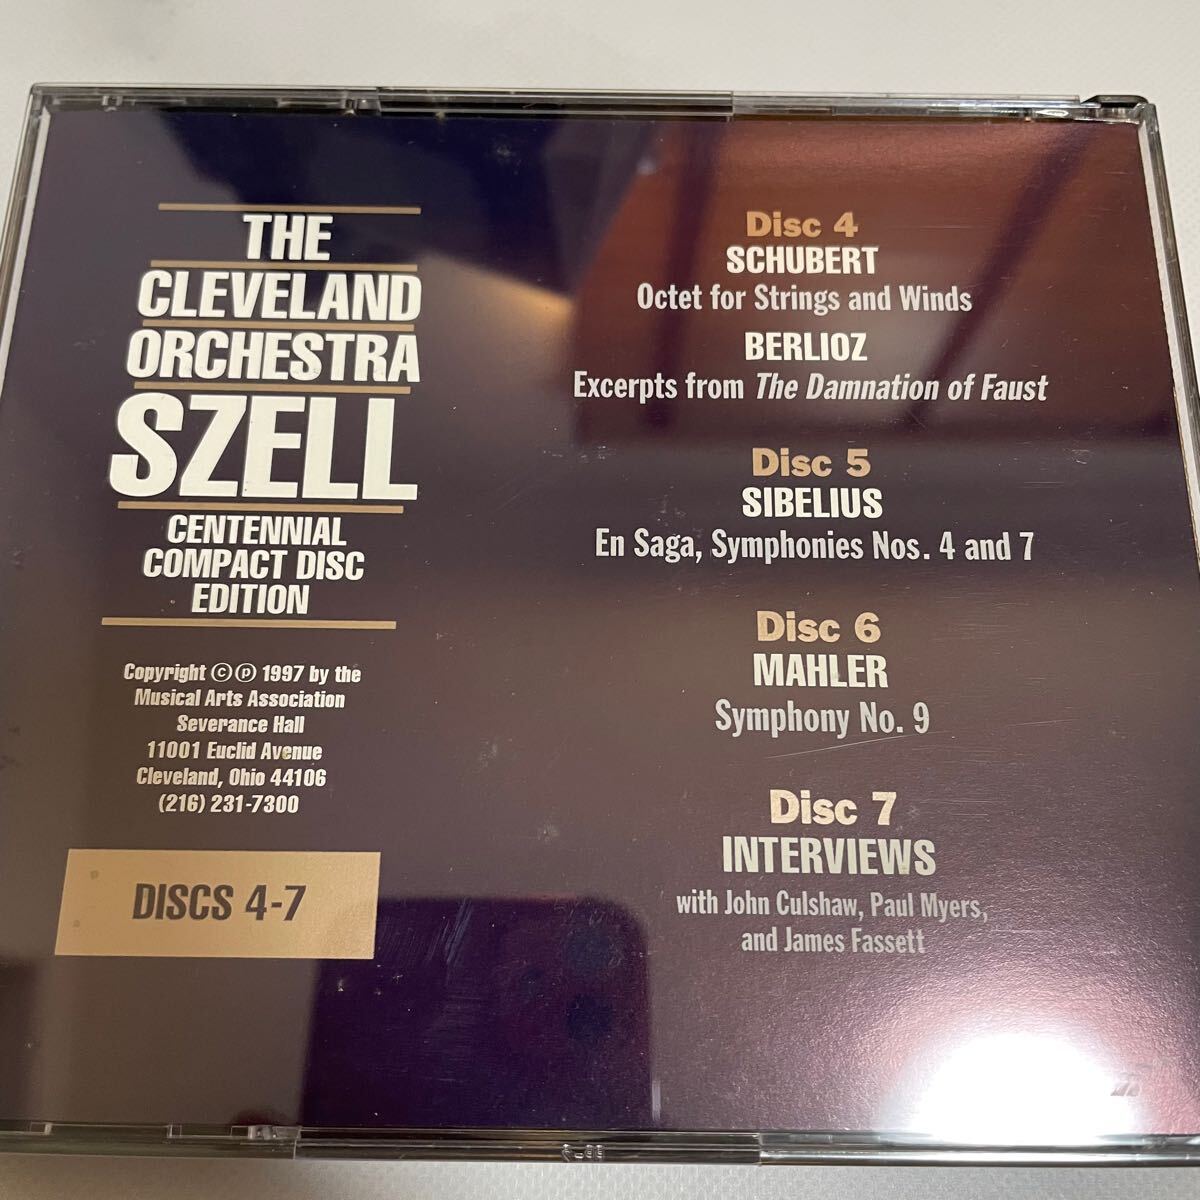 THE
CLEVELAND
ORCHESTRA
SZELL
CENTENNIAL
COMPACT DISC
EDITION
Copyright ⓒ ⓟ 1997 by the
Musical Arts Association
Severance Hall
11001 Euclid Avenue
Cleveland, Ohio 44106
(216) 231-7300
DISCS 4-7
Disc 4
SCHUBERT
Octet for Strings and Winds
BERLIOZ
Excerpts from The Damnation of Faust
Disc 5
SIBELIUS
En Saga, Symphonies Nos. 4 and 7
Disc 6
MAHLER
Symphony No. 9
Disc 7
INTERVIEWS
with John Culshaw, Paul Myers,
and James Fassett